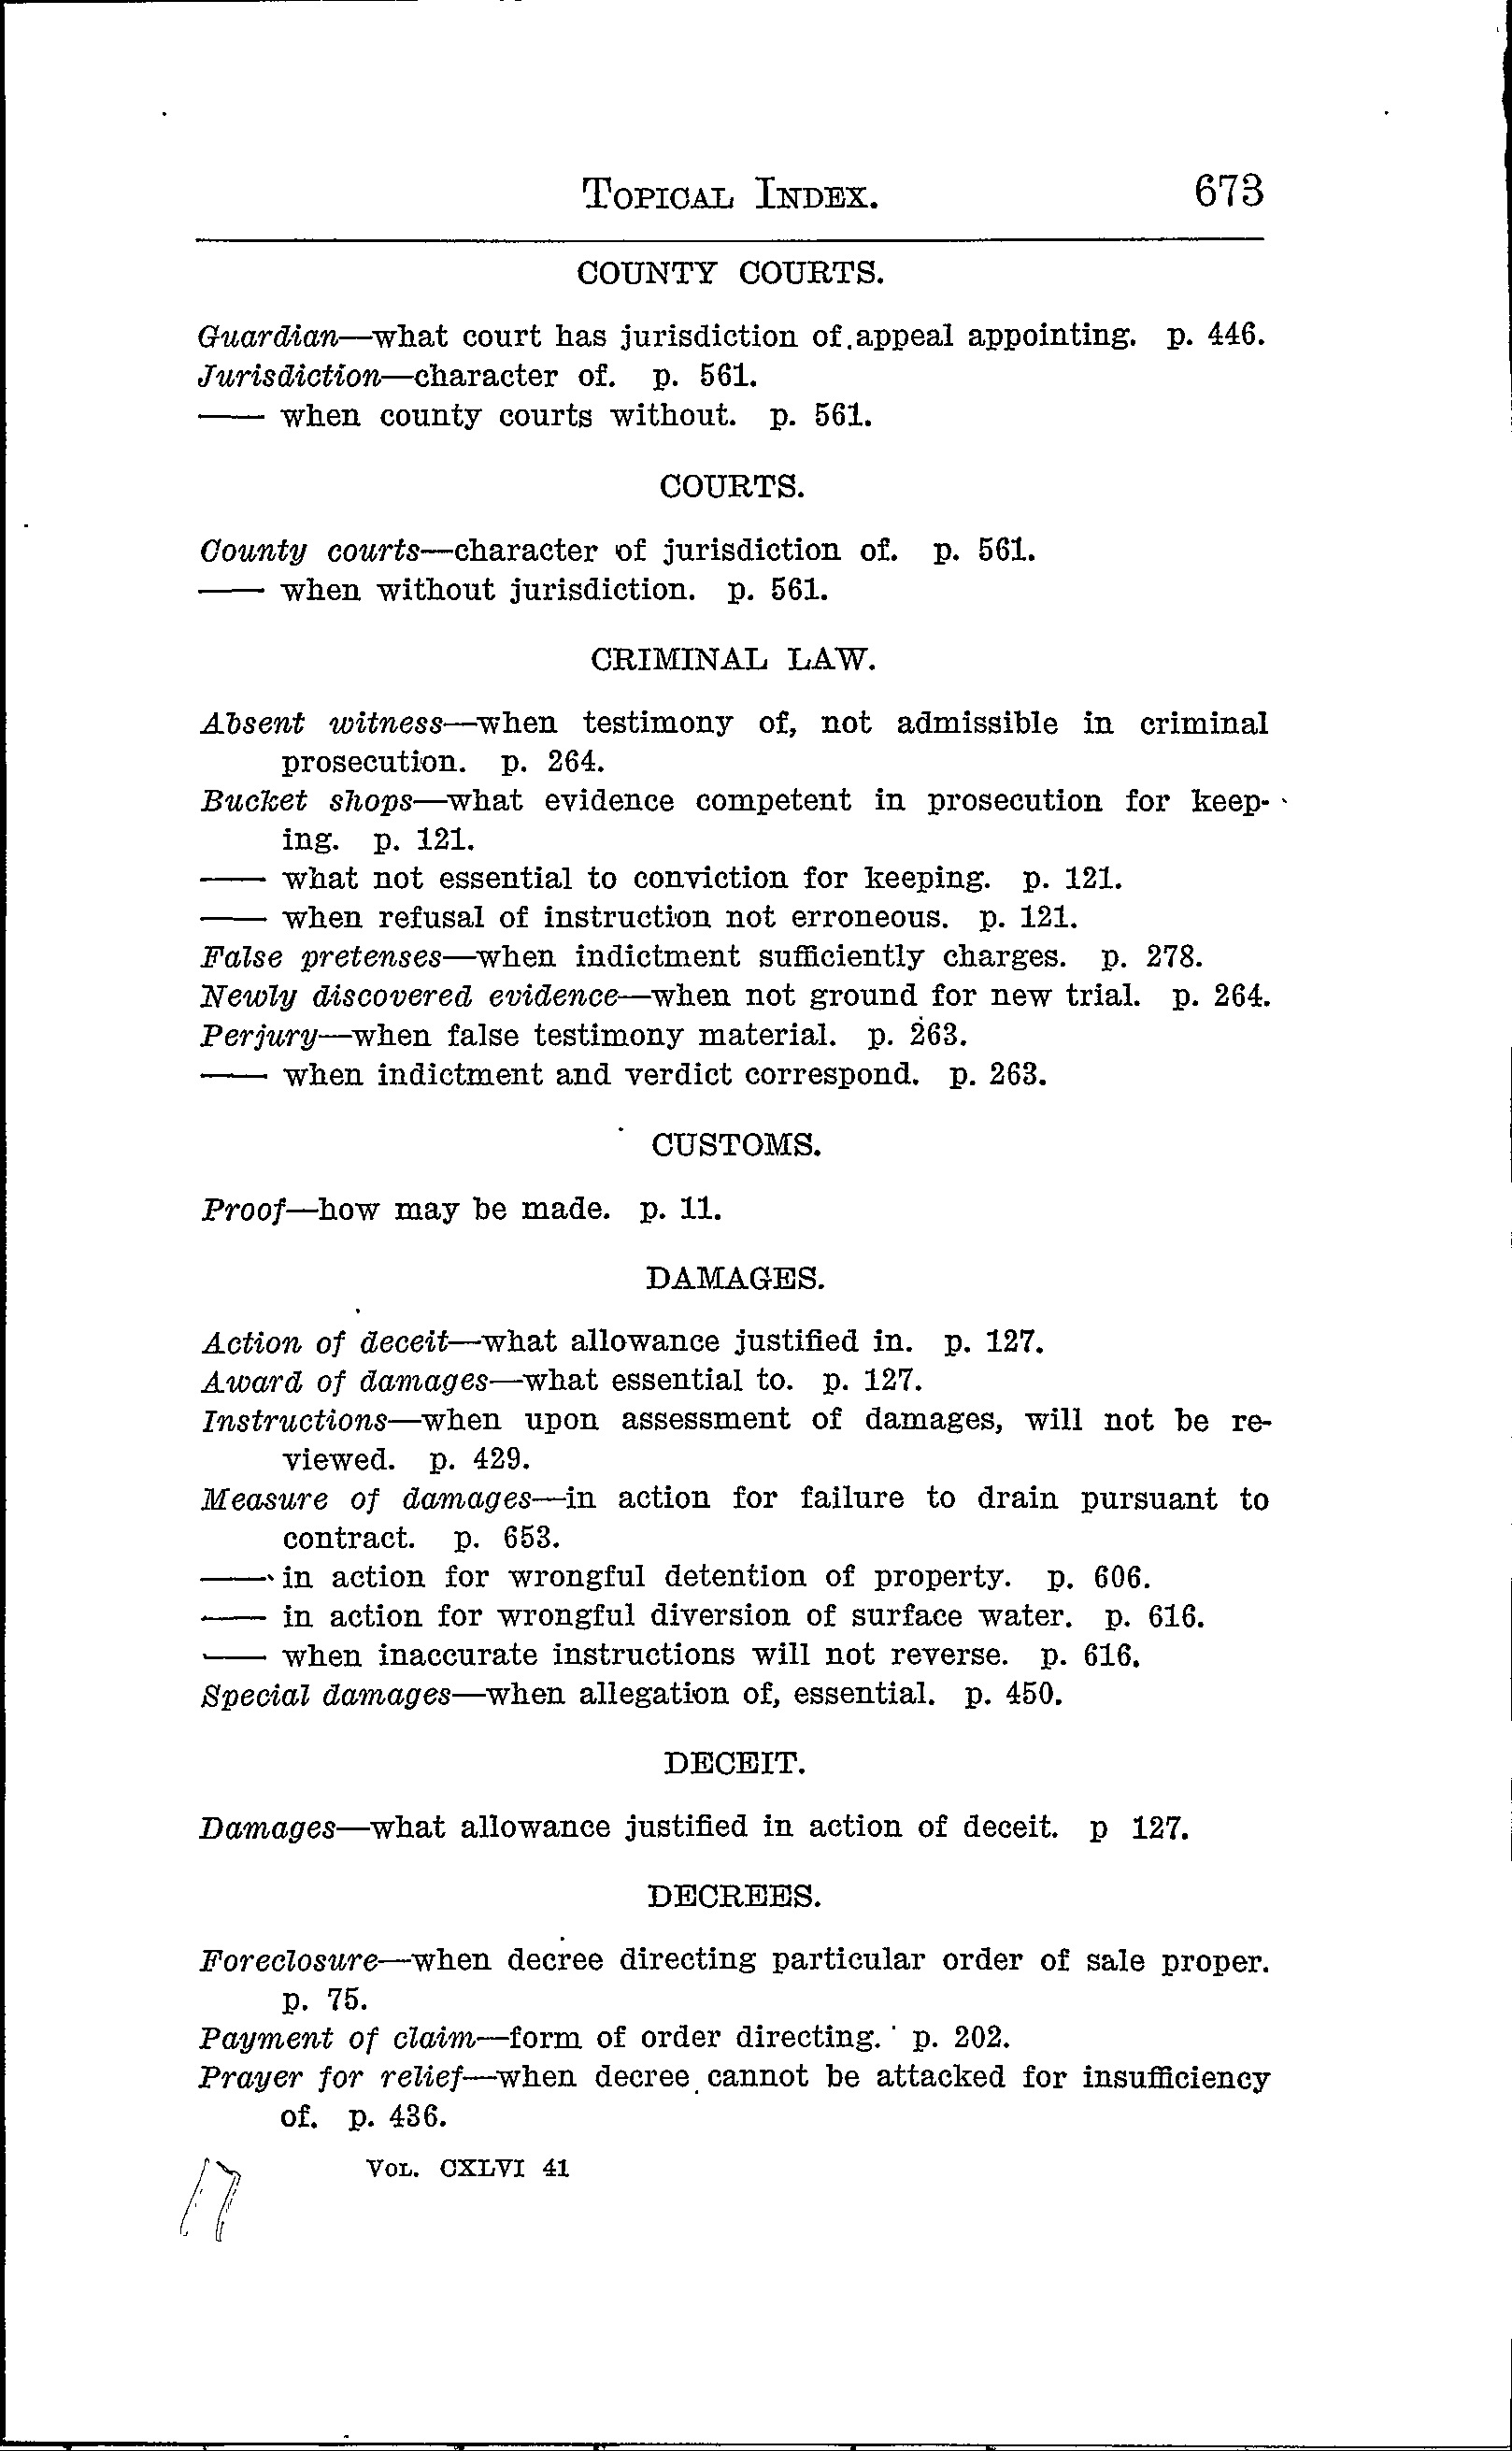 TOPICAL INDEX. 673
COUNTY COURTS.
Guardian—what court has jurisdiction of appeal appointing. p. 446.
Jurisdiction—character of. p. 561.
—— when county courts without. p. 561.
COURTS.
County courts—character of jurisdiction of. p. 561.
—— when without jurisdiction. p. 561.
CRIMINAL LAW.
Absent witness—when testimony of, not admissible in criminal
prosecution. p. 264.
Bucket shops—what evidence competent in prosecution for keep-
ing. p. 121.
—— what not essential to conviction for keeping. p. 121.
—— when refusal of instruction not erroneous. p. 121.
False pretenses—when indictment sufficiently charges. p. 278.
Newly discovered evidence—when not ground for new trial. p. 264.
Perjury—when false testimony material. p. 263.
—— when indictment and verdict correspond. p. 263.
CUSTOMS.
Proof—how may be made. p. 11.
DAMAGES.
Action of deceit—what allowance justified in. p. 127.
Award of damages—what essential to. p. 127.
Instructions—when upon assessment of damages, will not be re-
viewed. p. 429.
Measure of damages—in action for failure to drain pursuant to
contract. p. 653.
—— in action for wrongful detention of property. p. 606.
—— in action for wrongful diversion of surface water. p. 616.
—— when inaccurate instructions will not reverse. p. 616.
Special damages—when allegation of, essential. p. 450.
DECEIT.
Damages—what allowance justified in action of deceit. p 127.
DECREES.
Foreclosure—when decree directing particular order of sale proper.
p. 75.
Payment of claim—form of order directing. p. 202.
Prayer for relief—when decree cannot be attacked for insufficiency
of. p. 436.
VOL. CXLVI 41
17